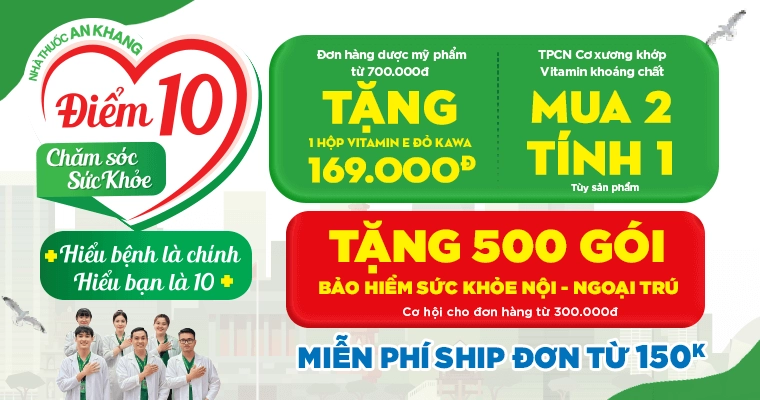 NHÀ THUỐC AN KHANG
Điểm 10
Chăm sóc
Sức Khỏe
Hiểu bệnh là chính
Hiểu bạn là 10
Đơn hàng dược mỹ phẩm
từ 700.000đ
TẶNG
1 HỘP VITAMIN E ĐỎ KAWA
169.000Đ
TPCN Cơ xương khớp
Vitamin khoáng chất
MUA 2
TÍNH 1
Tùy sản phẩm
TẶNG 500 GÓI
BẢO HIỂM SỨC KHỎE NỘI - NGOẠI TRÚ
Cơ hội cho đơn hàng từ 300.000đ
MIỄN PHÍ SHIP ĐƠN TỪ 150K